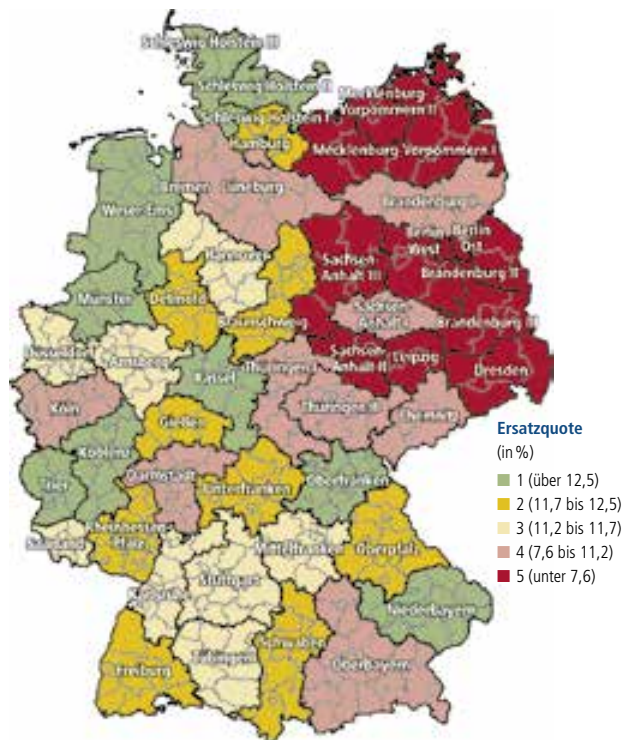 Schleswig Holstein III
Schleswig Holstein II
Mecklenburg-
Vorpommern II
Schleswig Holstein I
Hamburg
Mecklenburg-Vorpommern I
Bremen
Lüneburg
Brandenburg I
Weser-Ems
Berlin
West
Berlin
Ost
Hannover
Sachsen-
Anhalt III
Brandenburg II
Münster
Detmold
Braunschweig
Sachsen-
Anhalt I
Brandenburg III
Düsseldorf
Arnsberg
Kassel
Thüringen I
Sachsen-
Anhalt II
Leipzig
Dresden
Köln
Gießen
Thüringen II
Chemnitz
Koblenz
Ersatzquote
(in %)
Trier
Darmstadt
Unterfranken
Oberfranken
1 (über 12,5)
2 (11,7 bis 12,5)
3 (11,2 bis 11,7)
4 (7,6 bis 11,2)
5 (unter 7,6)
Saarland
Rheinhessen-
Pfalz
Mittelfranken
Oberpfalz
Karlsruhe
Stuttgart
Niederbayern
Freiburg
Tübingen
Schwaben
Oberbayern